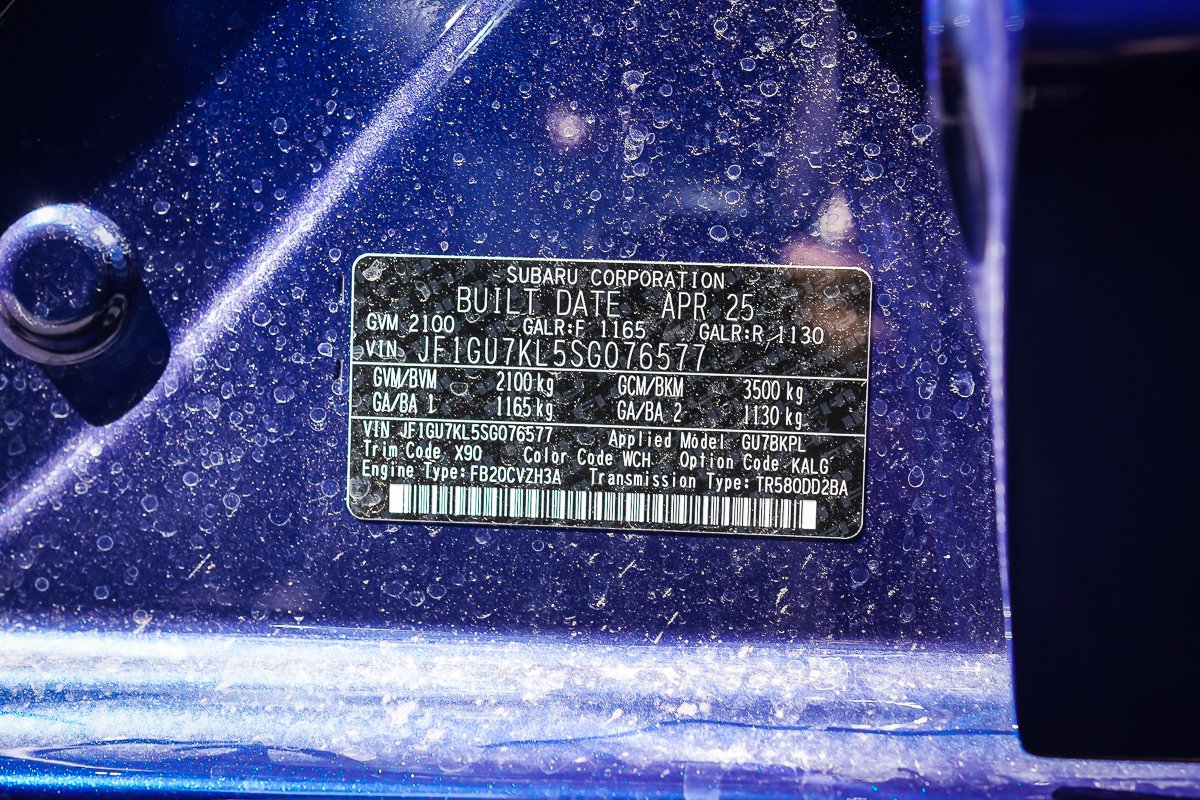 SUBARU CORPORATION
BUILT DATE APR 25
GVM 2100 GALR:F 1165 GALR:R 1130
VIN JF1GU7KL5SG076577
GVM/BVM 2100 kg GCM/BKM 3500 kg
GA/BA 1 1165 kg GA/BA 2 1130 kg
VIN JF1GU7KL5SG076577 Applied Model GU7BKPL
Trim Code X90 Color Code WCH Option Code KALG
Engine Type:FB20CVZH3A Transmission Type:TR580DD2BA